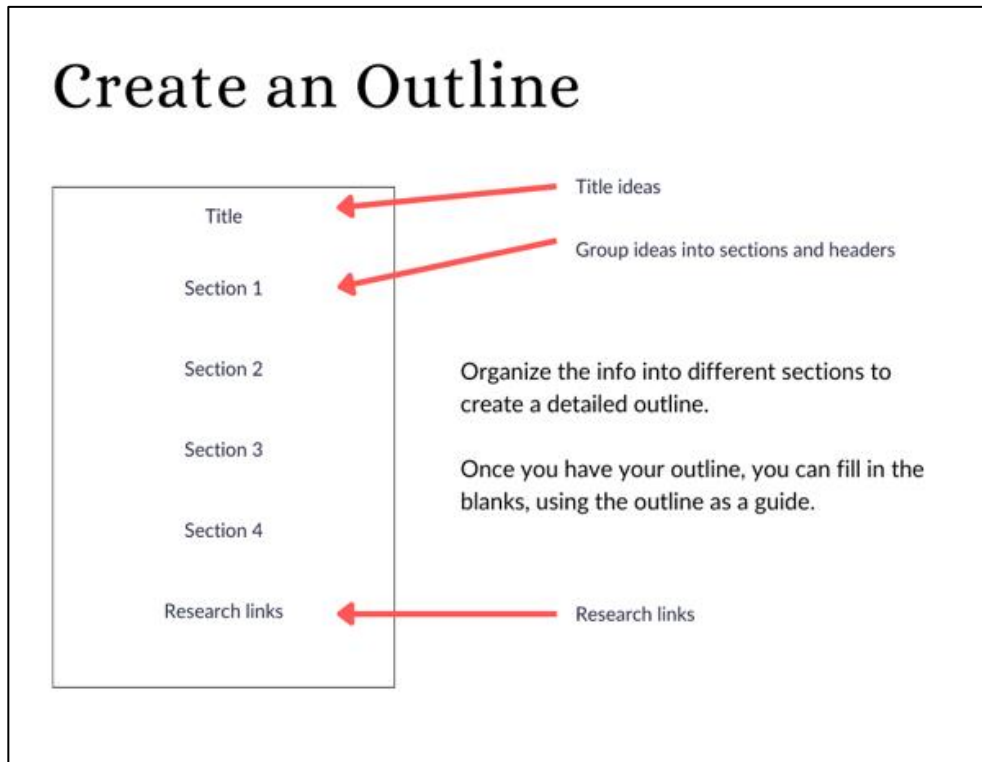 Create an Outline
Title
Title ideas
Group ideas into sections and headers
Section 1
Section 2
Section 3
Section 4
Research links
Organize the info into different sections to
create a detailed outline.
Once you have your outline, you can fill in the
blanks, using the outline as a guide.
Research links